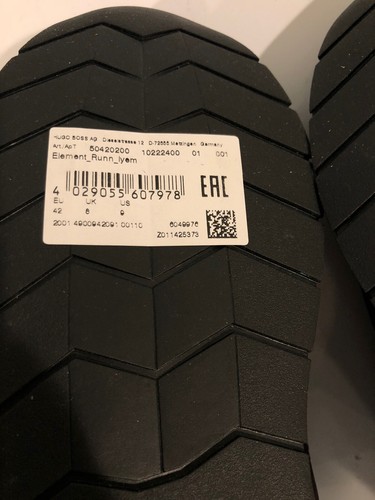 HUGO BOSS AG Dieselstrasse 12 D-72555 Metzingen Germany
Art./Art 50420200 10222400 01 001
Element_Runn_lyem
4 029055 607978
EAC
EU UK US
42 8 9
2001 4900942091 00110 6049976
Z011425373